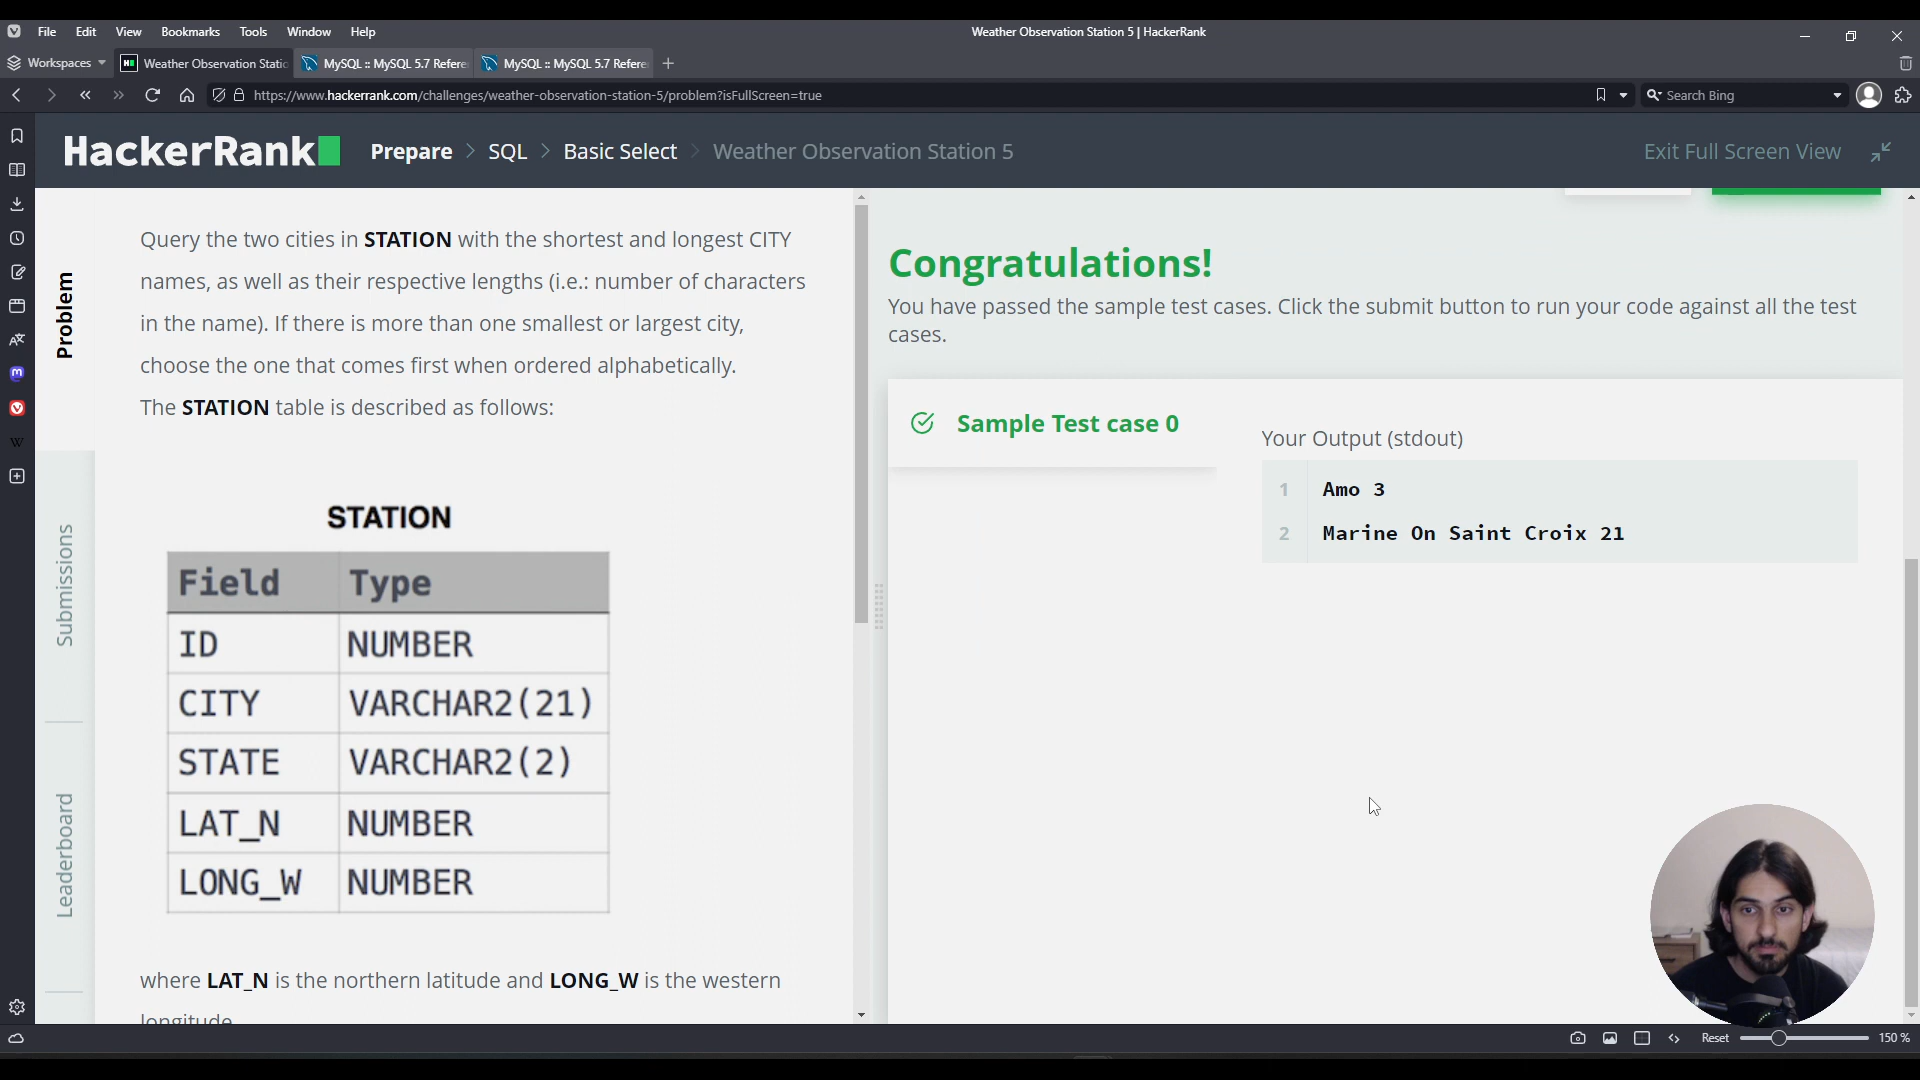 File Edit View Bookmarks Tools Window Help
Weather Observation Station 5 | HackerRank
Workspaces
Weather Observation Static
MySQL :: MySQL 5.7 Refere
MySQL :: MySQL 5.7 Refere
https://www.hackerrank.com/challenges/weather-observation-station-5/problem?isFullScreen=true
Search Bing
HackerRank
Prepare > SQL > Basic Select > Weather Observation Station 5
Exit Full Screen View
Problem
Submissions
Leaderboard
Query the two cities in STATION with the shortest and longest CITY
names, as well as their respective lengths (i.e.: number of characters
in the name). If there is more than one smallest or largest city,
choose the one that comes first when ordered alphabetically.
The STATION table is described as follows:
STATION
Field Type
ID NUMBER
CITY VARCHAR2(21)
STATE VARCHAR2(2)
LAT_N NUMBER
LONG_W NUMBER
where LAT_N is the northern latitude and LONG_W is the western
longitude.
Congratulations!
You have passed the sample test cases. Click the submit button to run your code against all the test
cases.
Sample Test case 0
Your Output (stdout)
1 Amo 3
2 Marine On Saint Croix 21
Reset
150 %